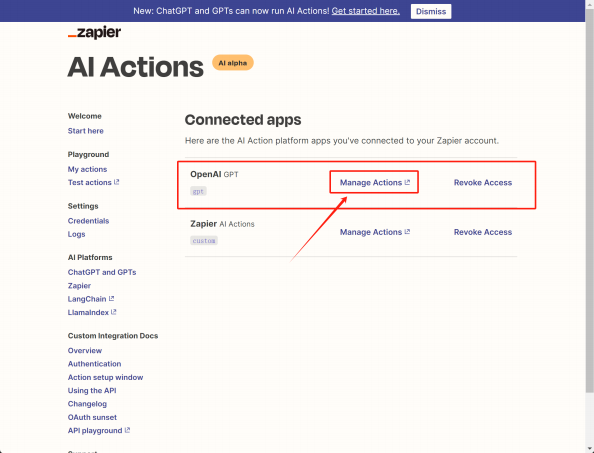 New: ChatGPT and GPTs can now run AI Actions! Get started here. Dismiss
zapier
AI Actions AI alpha
Welcome
Start here
Playground
My actions
Test actions
Settings
Credentials
Logs
AI Platforms
ChatGPT and GPTs
Zapier
LangChain
LlamaIndex
Custom Integration Docs
Overview
Authentication
Action setup window
Using the API
Changelog
OAuth sunset
API playground
Connected apps
Here are the AI Action platform apps you've connected to your Zapier account.
OpenAI GPT
gpt
Manage Actions Revoke Access
Zapier AI Actions
custom
Manage Actions Revoke Access